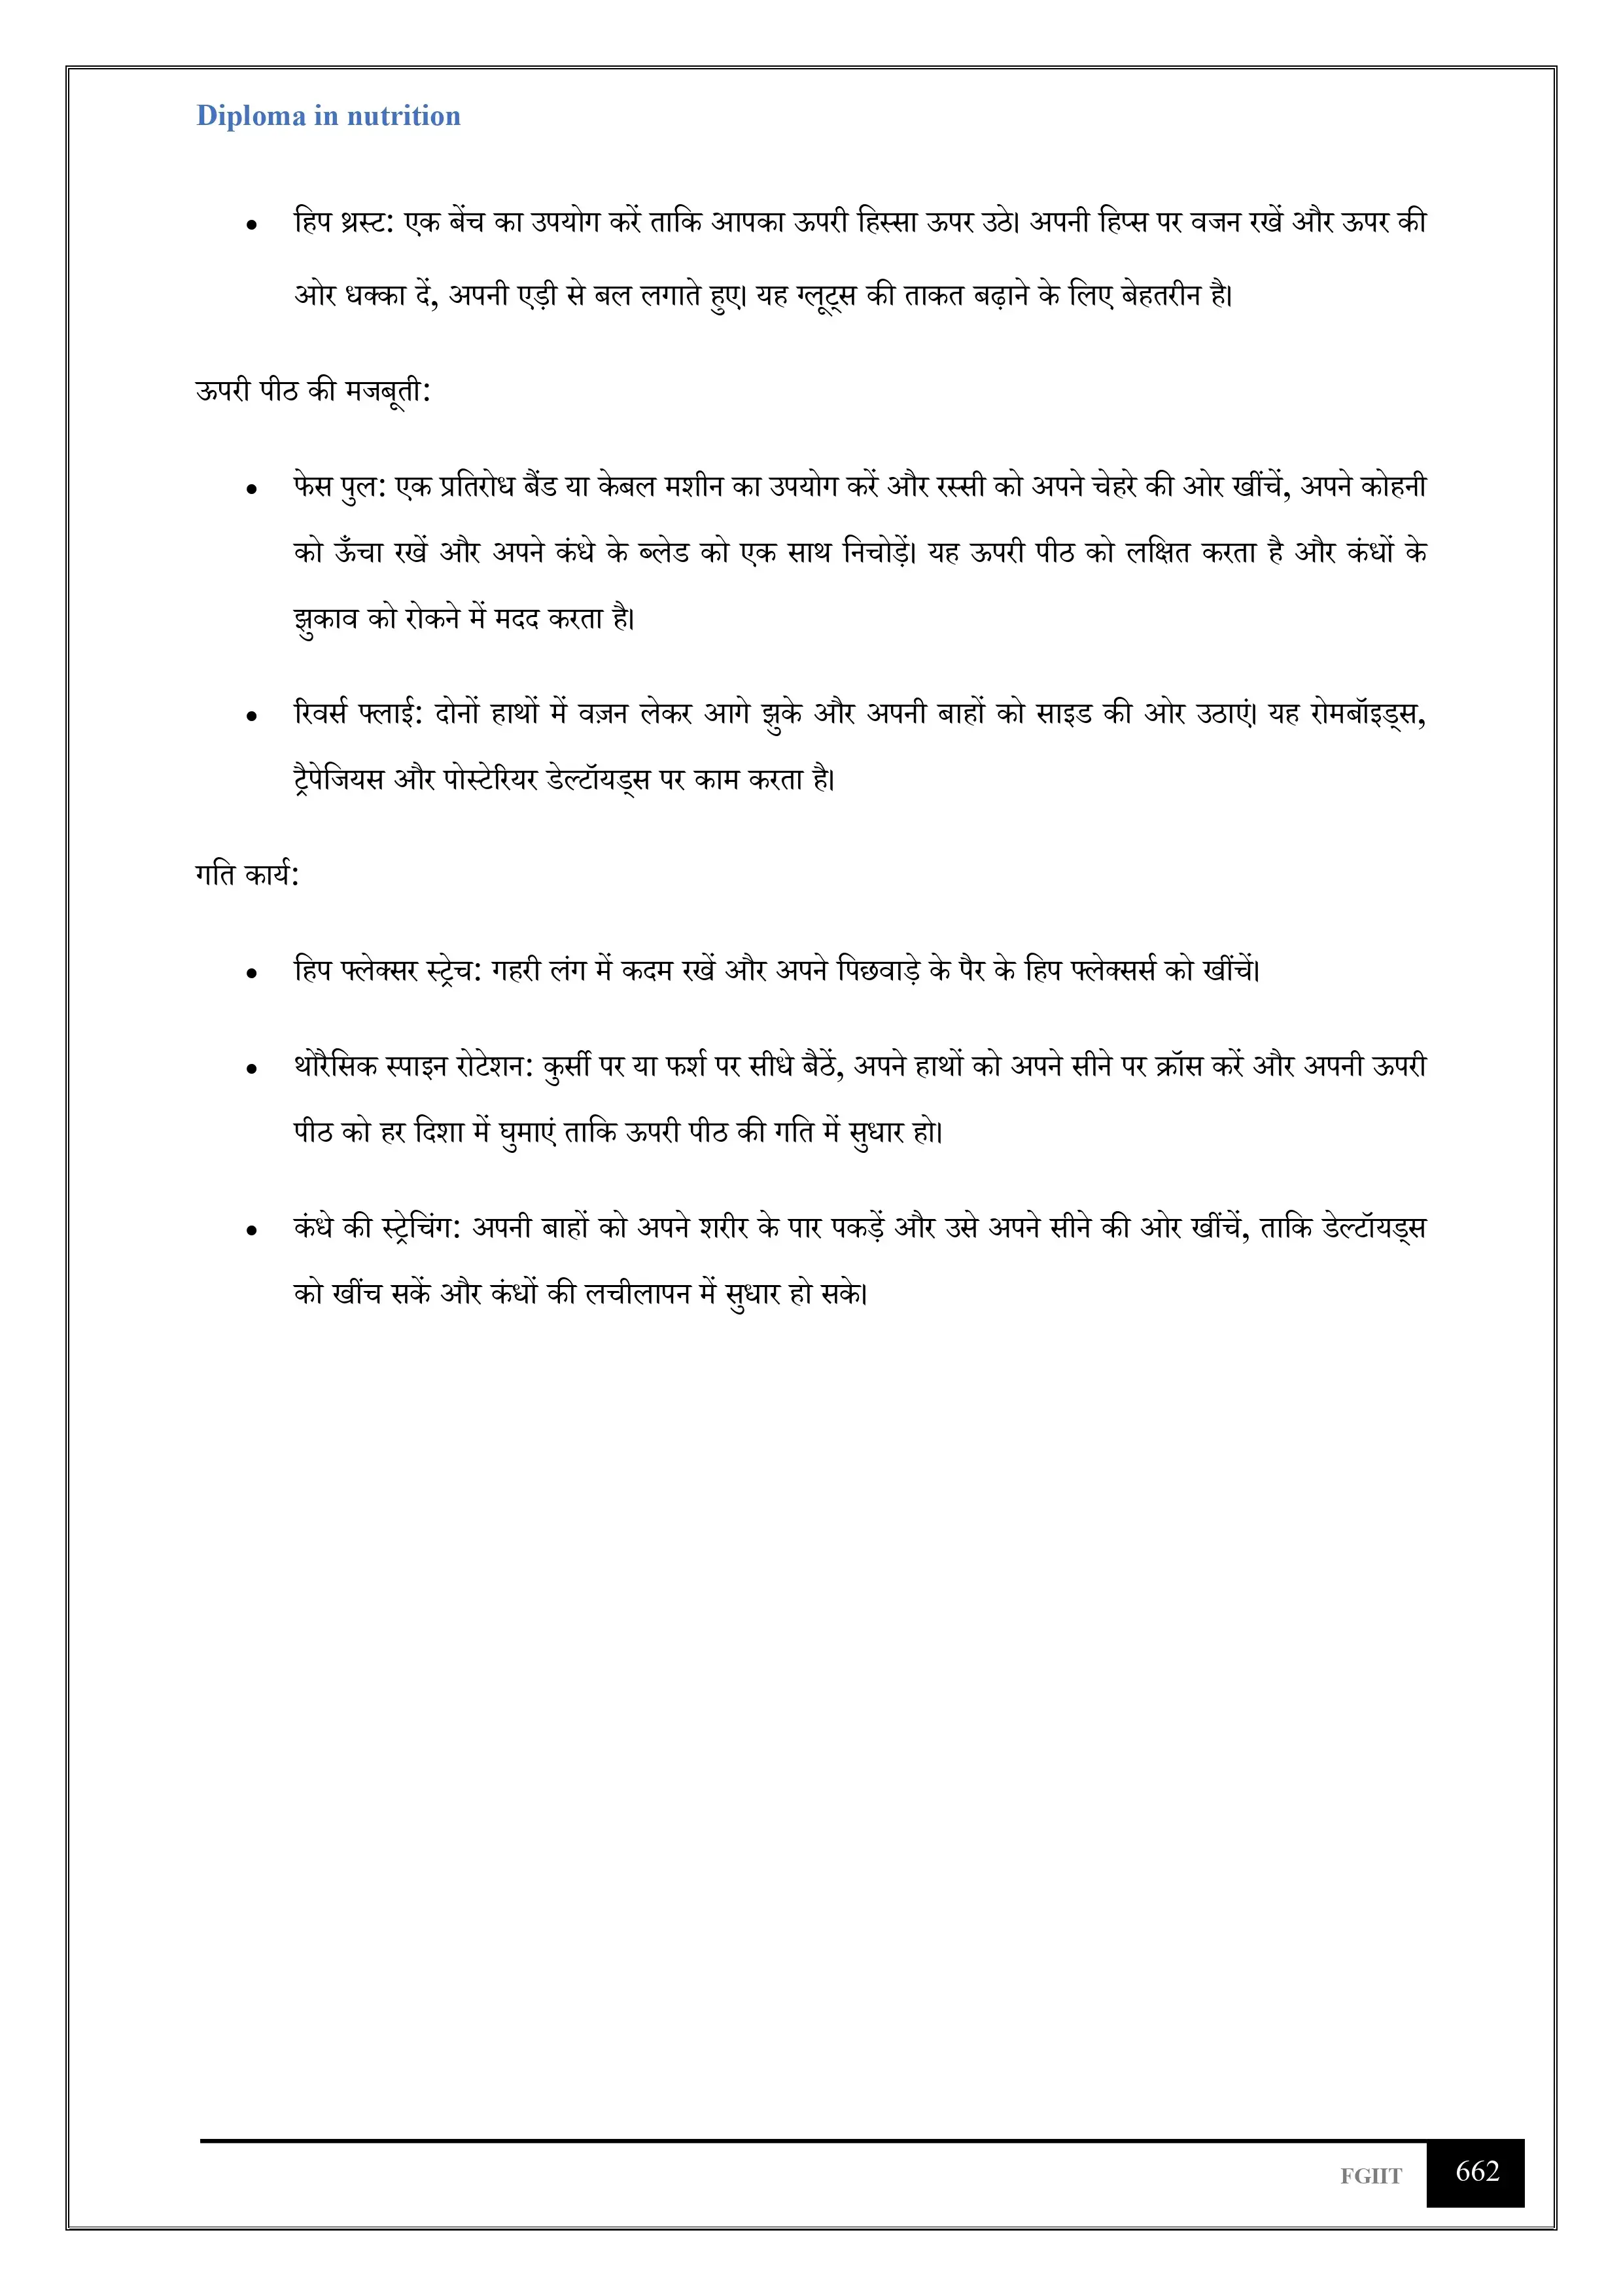 Diploma in nutrition
• हिप थ्रस्ट: एक बेंच का उपयोग करें ताकि आपका ऊपरी हिस्सा ऊपर उठे। अपनी हिप्स पर वजन रखें और ऊपर की
ओर धक्का दें, अपनी एड़ी से बल लगाते हुए। यह ग्लूट्स की ताकत बढ़ाने के लिए बेहतरीन है।
ऊपरी पीठ की मजबूती:
• फेस पुल: एक प्रतिरोध बैंड या केबल मशीन का उपयोग करें और रस्सी को अपने चेहरे की ओर खींचें, अपने कोहनी
को ऊँचा रखें और अपने कंधे के ब्लेड को एक साथ निचोड़ें। यह ऊपरी पीठ को लक्षित करता है और कंधों के
झुकाव को रोकने में मदद करता है।
• रिवर्स फ्लाई: दोनों हाथों में वज़न लेकर आगे झुके और अपनी बाहों को साइड की ओर उठाएं। यह रोमबॉइड्स,
ट्रैपेजियस और पोस्टेरियर डेल्टॉयड्स पर काम करता है।
गति कार्य:
• हिप फ्लेक्सर स्ट्रेच: गहरी लंग में कदम रखें और अपने पिछवाड़े के पैर के हिप फ्लेक्सर्स को खींचें।
• थोरैसिक स्पाइन रोटेशन: कुर्सी पर या फर्श पर सीधे बैठें, अपने हाथों को अपने सीने पर क्रॉस करें और अपनी ऊपरी
पीठ को हर दिशा में घुमाएं ताकि ऊपरी पीठ की गति में सुधार हो।
• कंधे की स्ट्रेचिंग: अपनी बाहों को अपने शरीर के पार पकड़ें और उसे अपने सीने की ओर खींचें, ताकि डेल्टॉयड्स
को खींच सकें और कंधों की लचीलापन में सुधार हो सके।
FGIIT 662